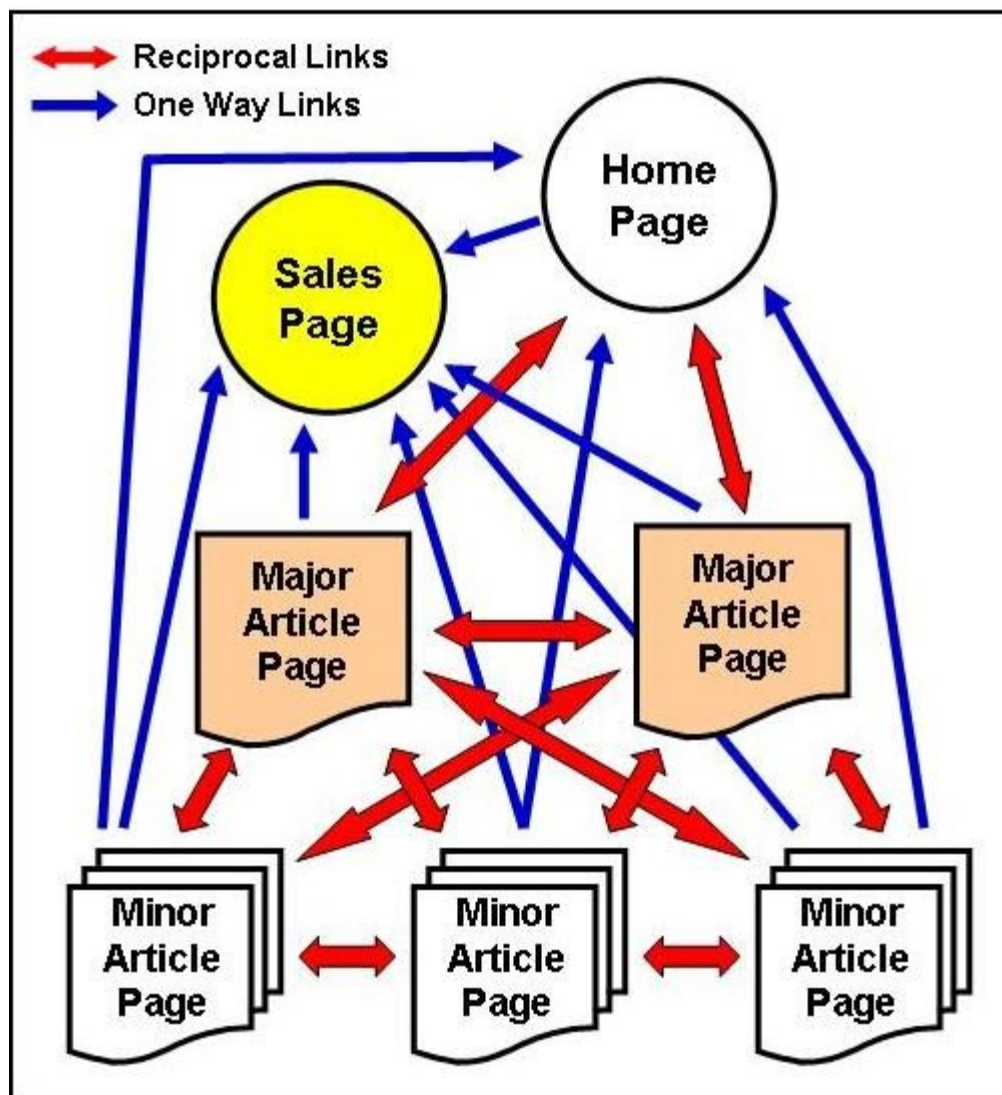 Reciprocal Links
One Way Links
Home
Page
Sales
Page
Major
Article
Page
Major
Article
Page
Minor
Article
Page
Minor
Article
Page
Minor
Article
Page